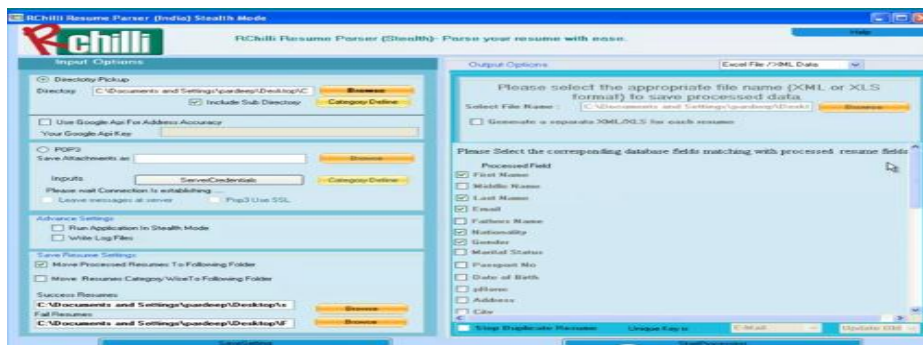 RChilli Resume Parser (India) Stealth Mode
Rchilli
RChilli Resume Parser (Stealth)- Parse your resume with ease.
Help
Input Options
Directory Pickup
Directory C:\Documents and Settings\pardeep\Desktop\C Browse
Include Sub Directory Category Define
Use Google Api For Address Accuracy
Your Google Api Key
POP3
Save Attachments as Browse
Inputs ServerCredentials Category Define
Please wait Connection Is establishing ...
Leave messages at server Pop3 Use SSL
Advance Settings
Run Application In Stealth Mode
Write Log Files
Save Resume Settings
Move Processed Resumes To Following Folder
Move Resumes Category Wise To Following Folder
Success Resumes
C:\Documents and Settings\pardeep\Desktop\s Browse
Fail Resumes
C:\Documents and Settings\pardeep\Desktop\F Browse
SaveSetting
Output Options Excel File /XML Data
Please select the appropriate file name (XML or XLS
format) to save processed data.
Select File Name : C:\Documents and Settings\pardeep\Deskt Browse
Generate a separate XML/XLS for each resume
Please Select the corresponding database fields matching with processed resume fields
Processed Field
First Name
Middle Name
Last Name
Email
Fathers Name
Nationality
Gender
Marital Status
Passport No
Date of Birth
phone
Address
City
Stop Duplicate Resume Unique Key is E-Mail Update Old
StartProcessing